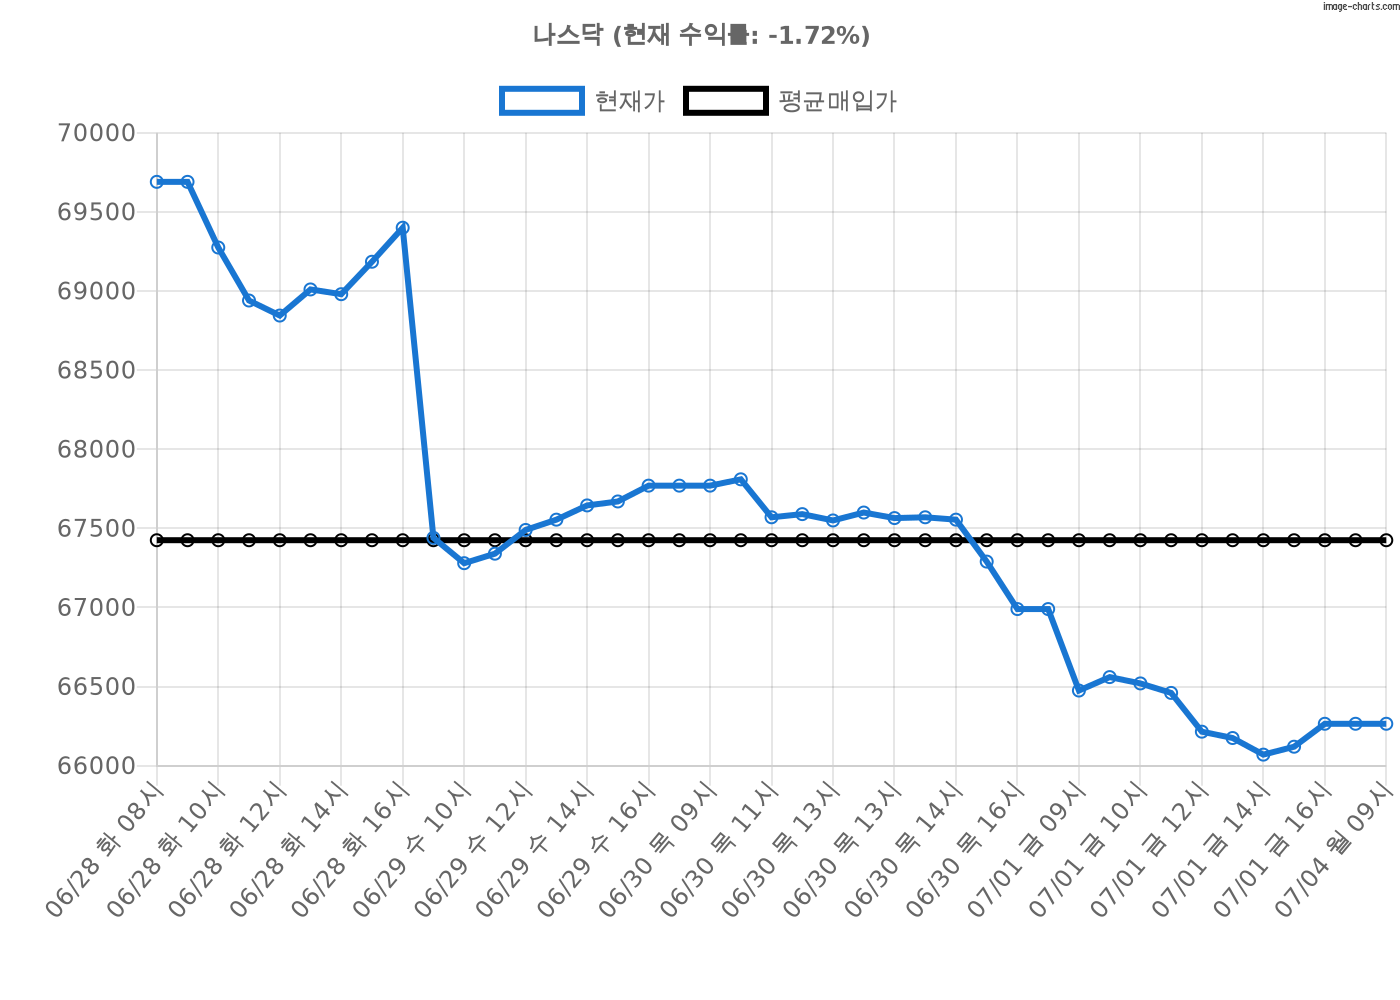 image-charts.com
나스닥 (현재 수익률: -1.72%)
현재가 평균매입가
70000
69500
69000
68500
68000
67500
67000
66500
66000
06/28 화 08시
06/28 화 10시
06/28 화 12시
06/28 화 14시
06/28 화 16시
06/29 수 10시
06/29 수 12시
06/29 수 14시
06/29 수 16시
06/30 목 09시
06/30 목 11시
06/30 목 13시
06/30 목 13시
06/30 목 14시
06/30 목 16시
07/01 금 09시
07/01 금 10시
07/01 금 12시
07/01 금 14시
07/01 금 16시
07/04 월 09시